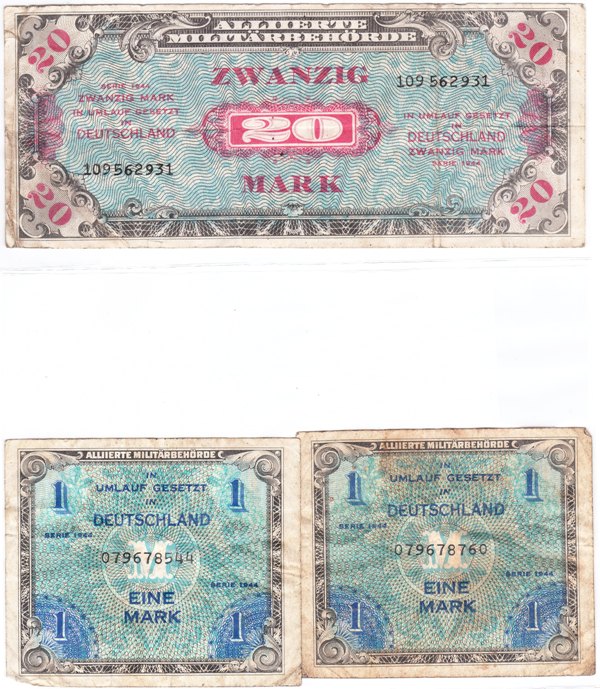 20 ALLIIERTE 20
MILITÄRBEHÖRDE
ZWANZIG
109562931
SERIE 1944
ZWANZIG MARK
IN UMLAUF GESETZT
IN
DEUTSCHLAND
109562931
20
IN UMLAUF GESETZT
IN
DEUTSCHLAND
ZWANZIG MARK
SERIE 1944
MARK
20 20
ALLIIERTE MILITÄRBEHÖRDE
1 1
IN
UMLAUF GESETZT
IN
DEUTSCHLAND
SERIE 1944
079678544
M
SERIE 1944
EINE
MARK
1 1
ALLIIERTE MILITÄRBEHÖRDE
1 1
IN
UMLAUF GESETZT
IN
DEUTSCHLAND
SERIE 1944
079678760
M
SERIE 1944
EINE
MARK
1 1